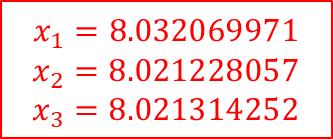 x₁ = 8.032069971
x₂ = 8.021228057
x₃ = 8.021314252